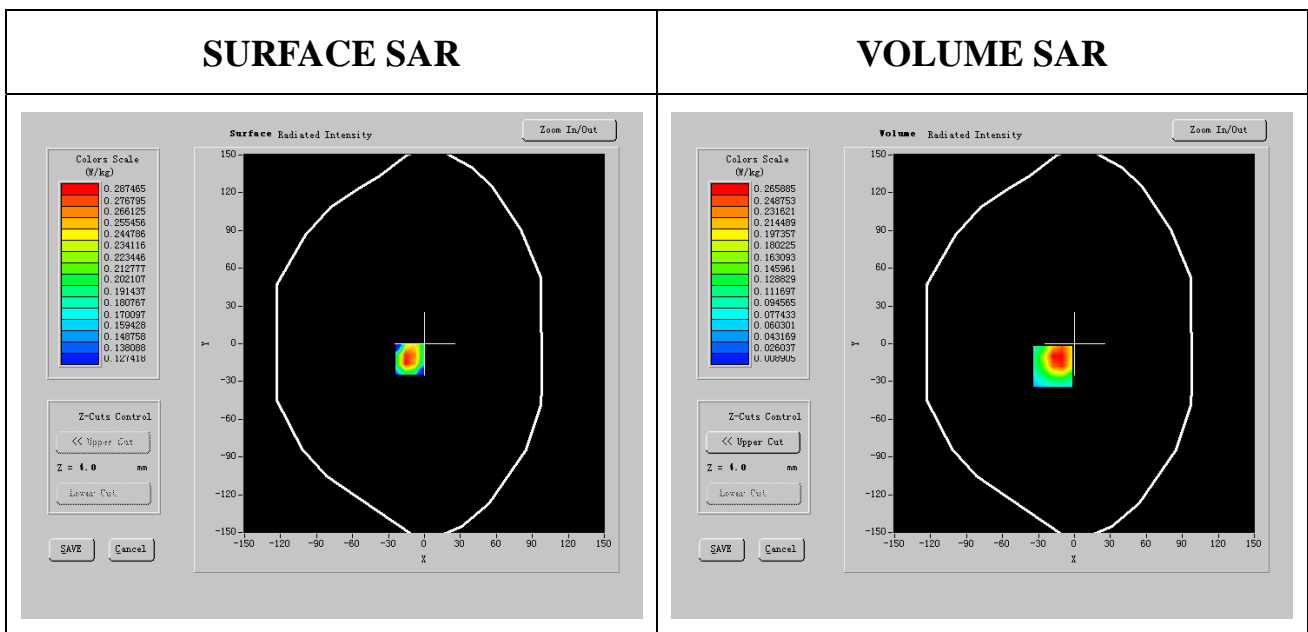 SURFACE SAR
VOLUME SAR
Surface Radiated Intensity
Zoom In/Out
Colors Scale
(W/kg)
0.287465
0.276795
0.266125
0.255456
0.244786
0.234116
0.223446
0.212777
0.202107
0.191437
0.180767
0.170097
0.159428
0.148758
0.138088
0.127418
Z-Cuts Control
<< Upper Cut
Z = 4.0 mm
Lower Cut
SAVE
Cancel
150
120
90
60
30
0
-30
-60
-90
-120
-150
Y
-150 -120 -90 -60 -30 0 30 60 90 120 150
X
Volume Radiated Intensity
Zoom In/Out
Colors Scale
(W/kg)
0.265885
0.248753
0.231621
0.214489
0.197357
0.180225
0.163093
0.145961
0.128829
0.111697
0.094565
0.077433
0.060301
0.043169
0.026037
0.008905
Z-Cuts Control
<< Upper Cut
Z = 4.0 mm
Lower Cut
SAVE
Cancel
150
120
90
60
30
0
-30
-60
-90
-120
-150
Y
-150 -120 -90 -60 -30 0 30 60 90 120 150
X